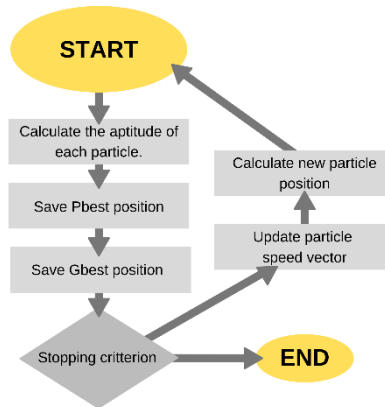 START
Calculate the aptitude of
each particle.
Save Pbest position
Save Gbest position
Stopping critterion
Calculate new particle
position
Update particle
speed vector
END